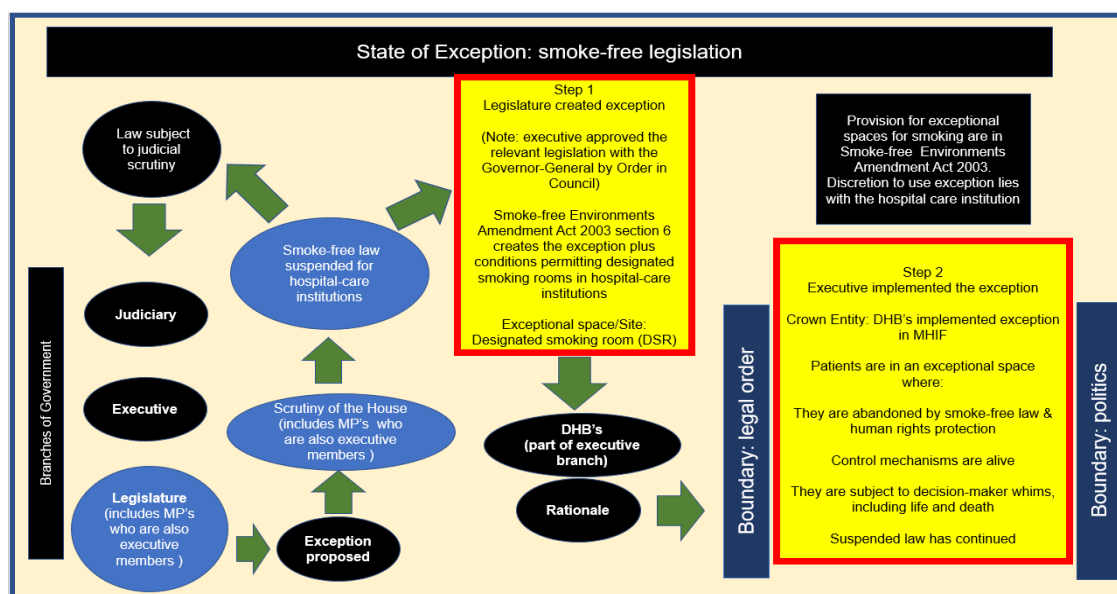 State of Exception: smoke-free legislation
Law subject
to judicial
scrutiny
Smoke-free law
suspended for
hospital-care
institutions
Branches of Government
Judiciary
Executive
Legislature
(includes MP's
who are also
executive
members )
Exception
proposed
Scrutiny of the House
(includes MP's  who
are also executive
members )
Step 1
Legislature created exception
(Note: executive approved the
relevant legislation with the
Governor-General by Order in
Council)
Smoke-free Environments
Amendment Act 2003 section 6
creates the exception plus
conditions permitting designated
smoking rooms in hospital-care
institutions
Exceptional space/Site:
Designated smoking room (DSR)
DHB's
(part of executive
branch)
Rationale
Provision for exceptional
spaces for smoking are in
Smoke-free  Environments
Amendment Act 2003.
Discretion to use exception lies
with the hospital care institution
Boundary: legal order
Step 2
Executive implemented the exception
Crown Entity: DHB's implemented exception
in MHIF
Patients are in an exceptional space
where:
They are abandoned by smoke-free law &
human rights protection
Control mechanisms are alive
They are subject to decision-maker whims,
including life and death
Suspended law has continued
Boundary: politics